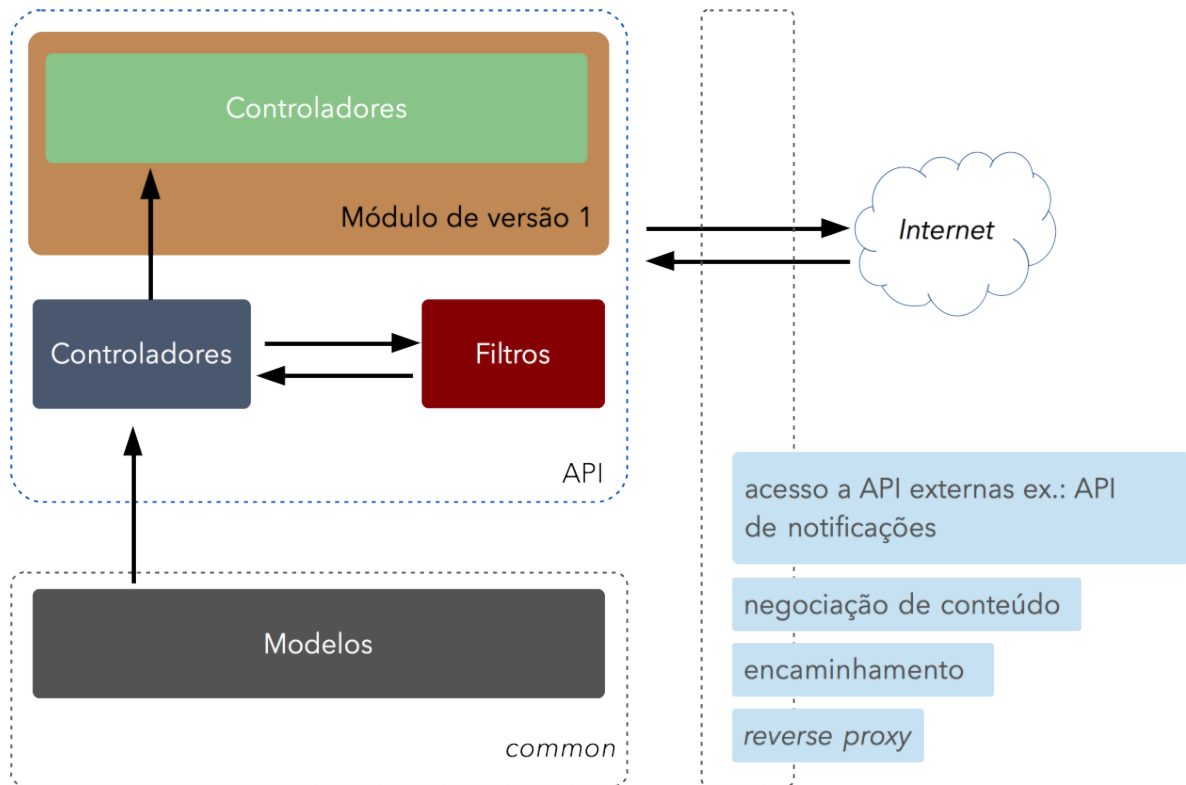 Controladores
Módulo de versão 1
Internet
Controladores
Filtros
API
acesso a API externas ex.: API
de notificações
negociação de conteúdo
Modelos
encaminhamento
common
reverse proxy